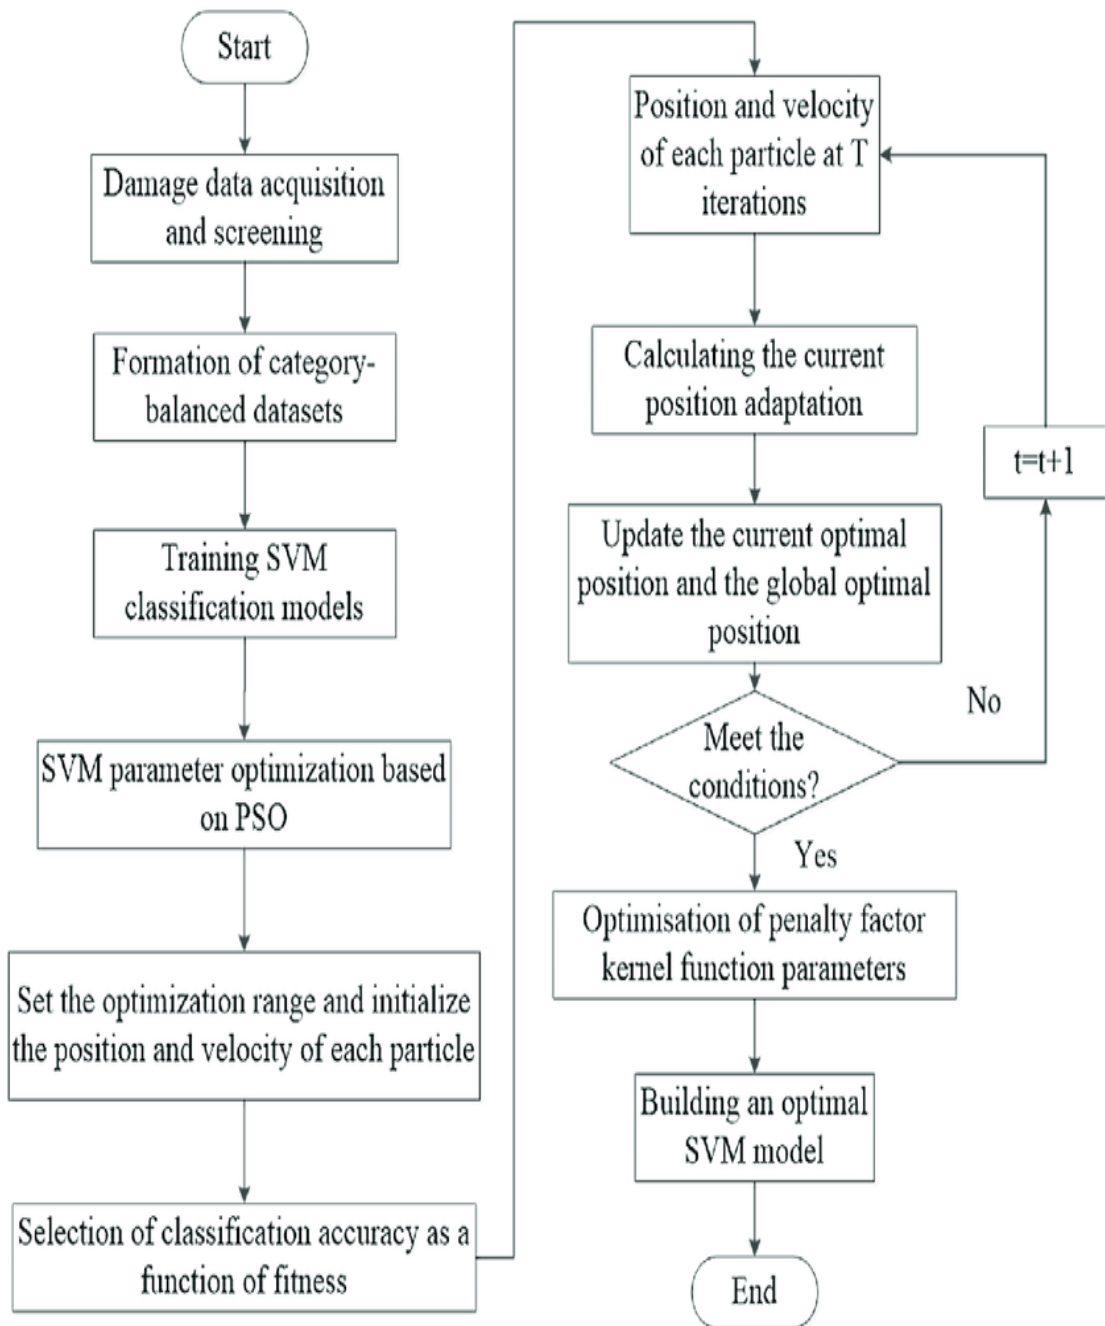 Start
Damage data acquisition
and screening
Formation of category-
balanced datasets
Training SVM
classification models
SVM parameter optimization based
on PSO
Set the optimization range and initialize
the position and velocity of each particle
Selection of classification accuracy as a
function of fitness
Position and velocity
of each particle at T
iterations
Calculating the current
position adaptation
Update the current optimal
position and the global optimal
position
Meet the
conditions?
No
t=t+1
Yes
Optimisation of penalty factor
kernel function parameters
Building an optimal
SVM model
End